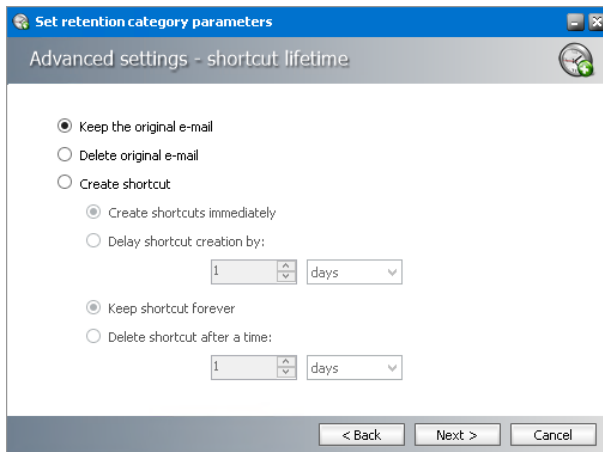 Set retention category parameters
Advanced settings - shortcut lifetime
Keep the original e-mail
Delete original e-mail
Create shortcut
Create shortcuts immediately
Delay shortcut creation by:
1 days
Keep shortcut forever
Delete shortcut after a time:
1 days
< Back Next > Cancel